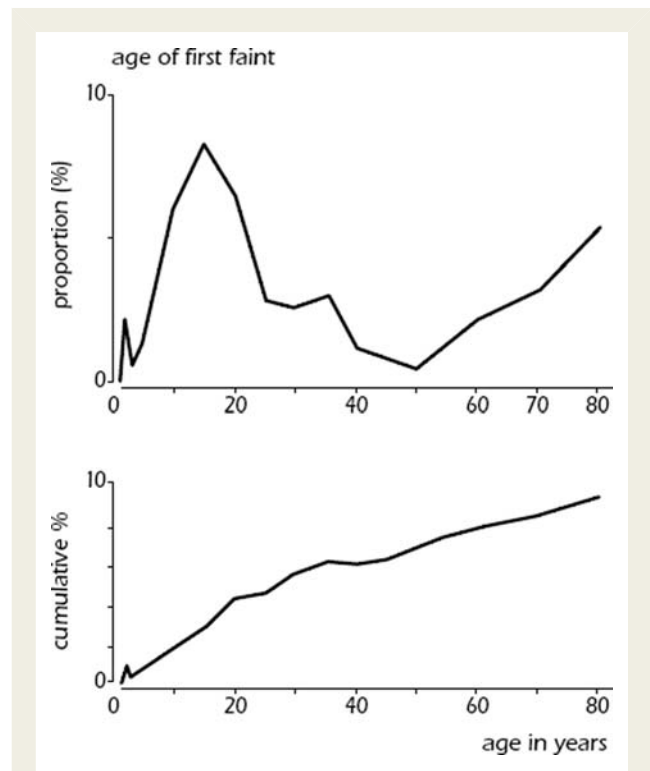 age of first faint
10
proportion (%)
0
0 20 40 60 70 80
10
cumulative %
0
0 20 40 60 70 80
age in years